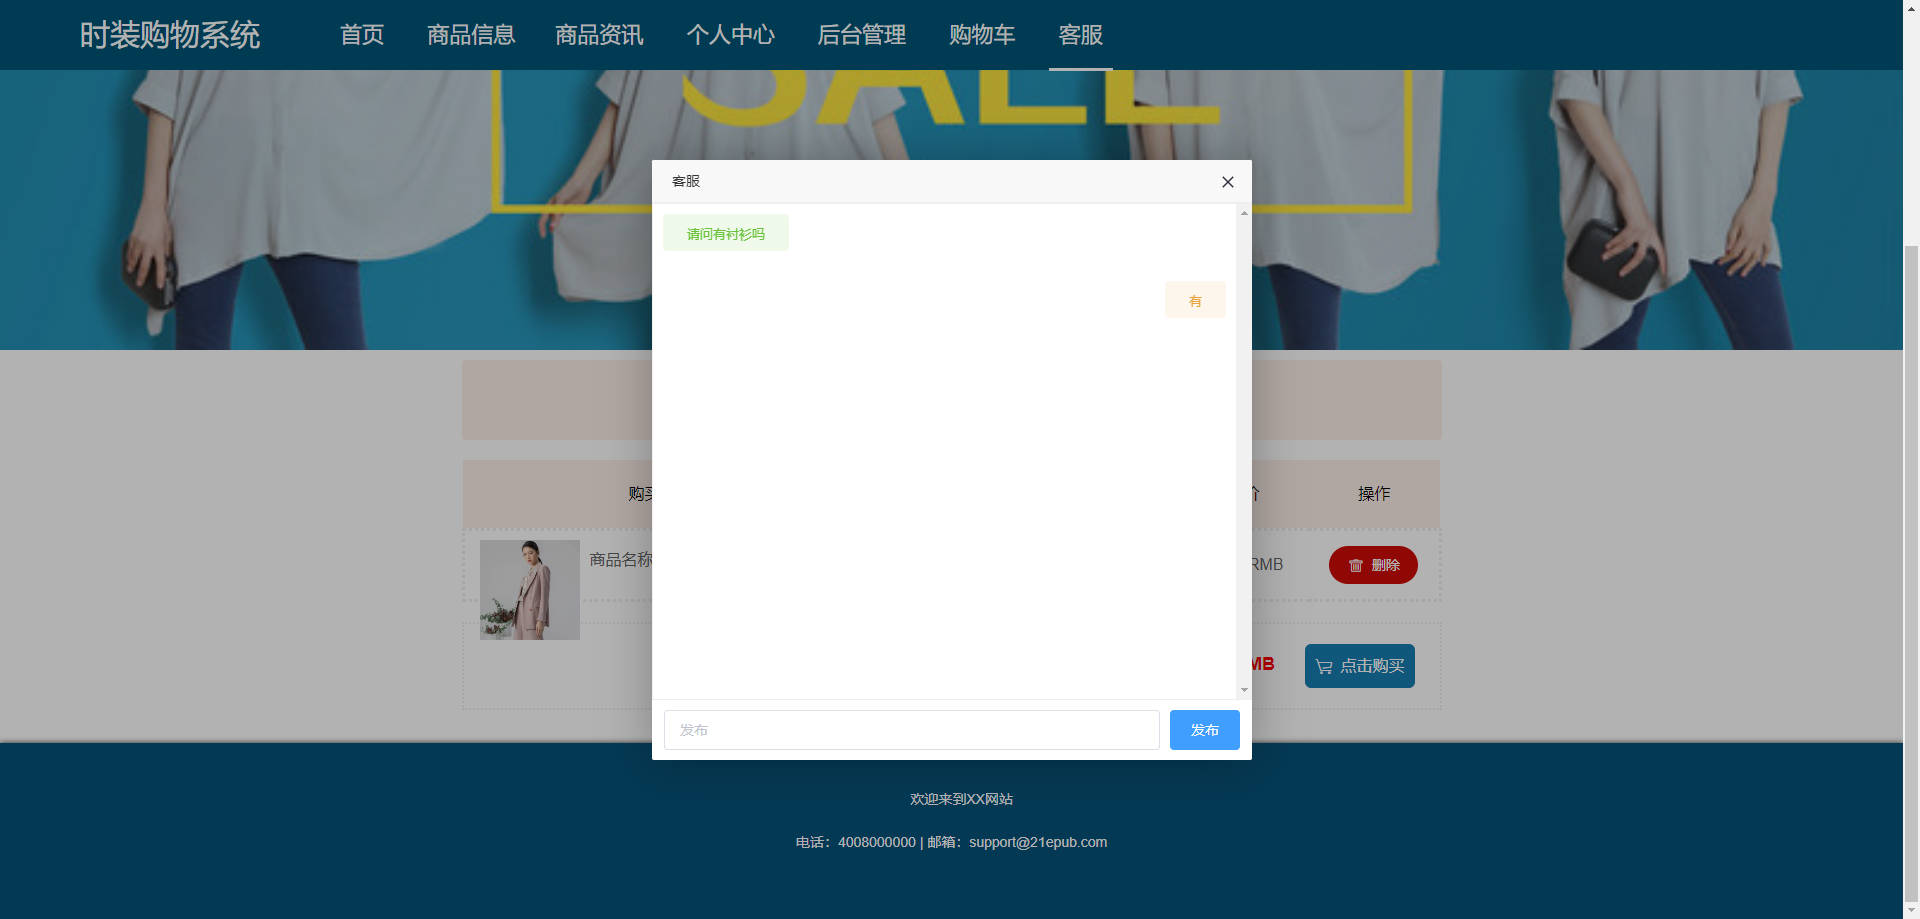 时装购物系统 首页 商品信息 商品资讯 个人中心 后台管理 购物车 客服
SALE
客服
请问有衬衫吗
有
购买
价 操作
商品名称
RMB 删除
MB 点击购买
发布 发布
欢迎来到XX网站
电话：4008000000 | 邮箱：support@21epub.com